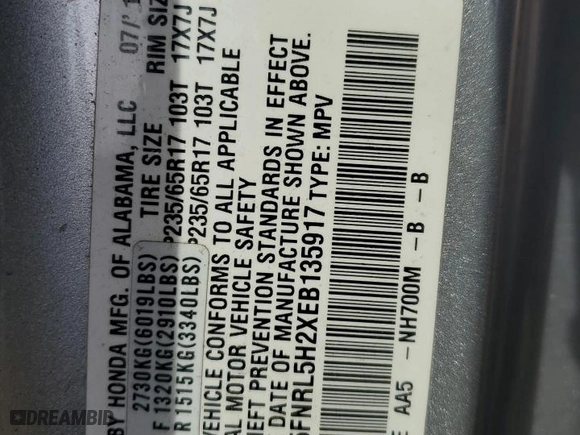 BY HONDA MFG. OF ALABAMA, LLC 07/
2730KG(6019LBS) TIRE SIZE RIM SIZ
F 1320KG(2910LBS) P235/65R17 103T 17X7J
R 1515KG(3340LBS) P235/65R17 103T 17X7J
VEHICLE CONFORMS TO ALL APPLICABLE
AL MOTOR VEHICLE SAFETY
EFT PREVENTION STANDARDS IN EFFECT
DATE OF MANUFACTURE SHOWN ABOVE.
5FNRL5H2XEB135917 TYPE: MPV
E AA5 - NH700M - B - B
DREAMBID